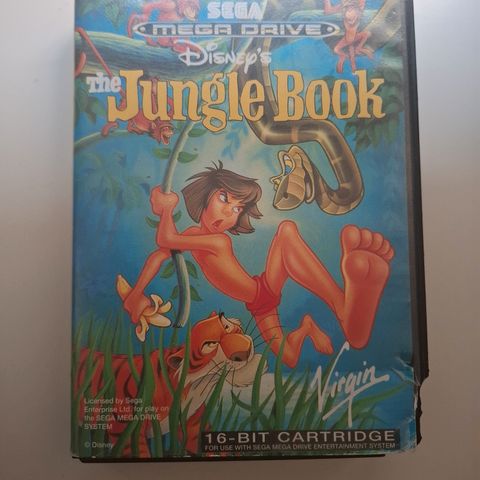 SEGA
MEGA DRIVE
Disney's
The Jungle Book
Virgin
Licensed by Sega
Enterprise Ltd. for play on
the SEGA MEGA DRIVE
SYSTEM
© Disney
16-BIT CARTRIDGE
FOR USE WITH SEGA MEGA DRIVE ENTERTAINMENT SYSTEM